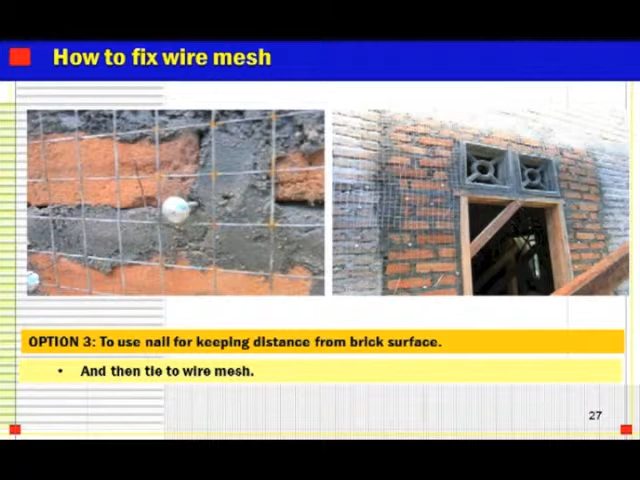 How to fix wire mesh
OPTION 3: To use nail for keeping distance from brick surface.
• And then tie to wire mesh.
27